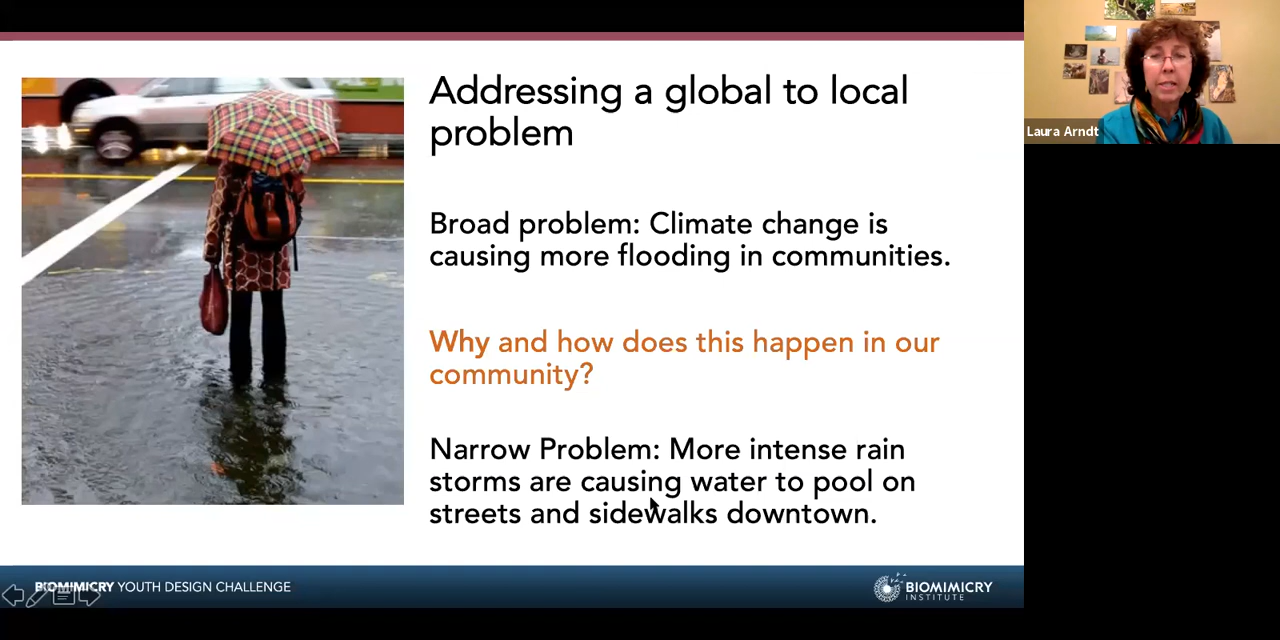 Addressing a global to local
problem
Broad problem: Climate change is
causing more flooding in communities.
Why and how does this happen in our
community?
Narrow Problem: More intense rain
storms are causing water to pool on
streets and sidewalks downtown.
BIOMIMICRY YOUTH DESIGN CHALLENGE
BIOMIMICRY
INSTITUTE
Laura Arndt